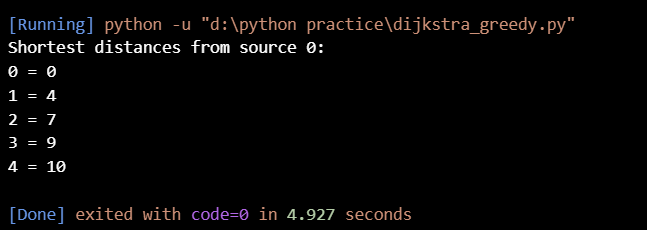 [Running] python -u "d:\python practice\dijkstra_greedy.py"
Shortest distances from source 0:
0 = 0
1 = 4
2 = 7
3 = 9
4 = 10
[Done] exited with code=0 in 4.927 seconds